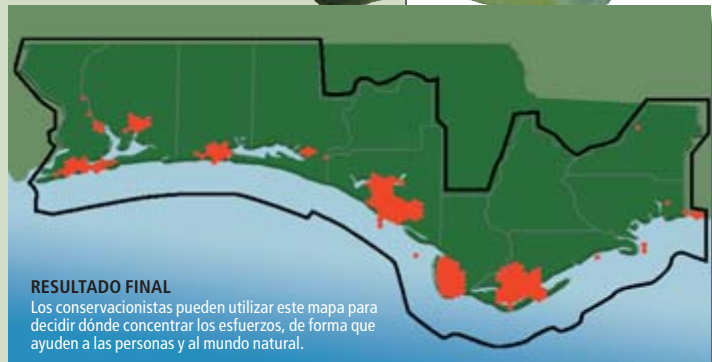 RESULTADO FINAL
Los conservacionistas pueden utilizar este mapa para
decidir dónde concentrar los esfuerzos, de forma que
ayuden a las personas y al mundo natural.